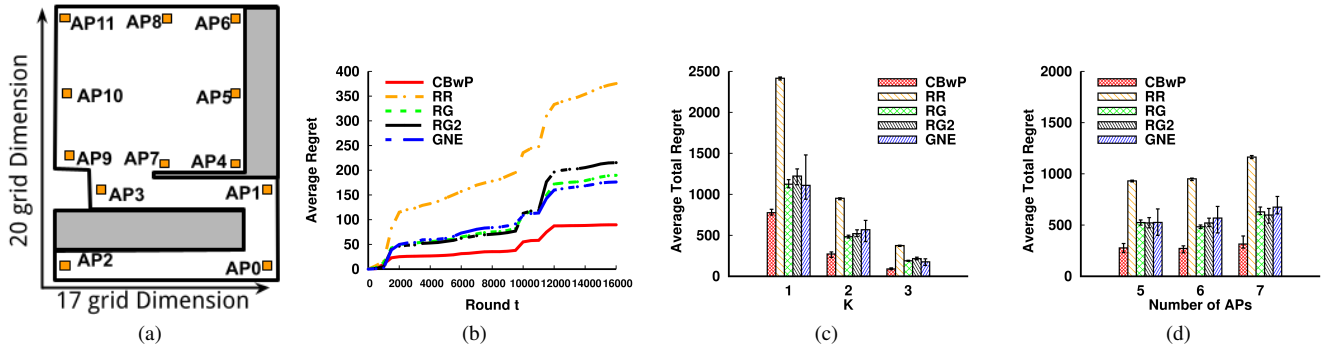 AP11 AP8 AP6
AP10 AP5
AP9 AP7 AP4
AP3 AP1
AP2 AP0
20 grid Dimension
17 grid Dimension
(a)
400
350
300
250
200
150
100
50
0
Average Regret
CBwP
RR
RG
RG2
GNE
0 2000 4000 6000 8000 10000 12000 14000 16000
Round t
(b)
2500
2000
1500
1000
500
0
Average Total Regret
CBwP
RR
RG
RG2
GNE
1 2 3
K
(c)
2000
1500
1000
500
0
Average Total Regret
CBwP
RR
RG
RG2
GNE
5 6 7
Number of APs
(d)